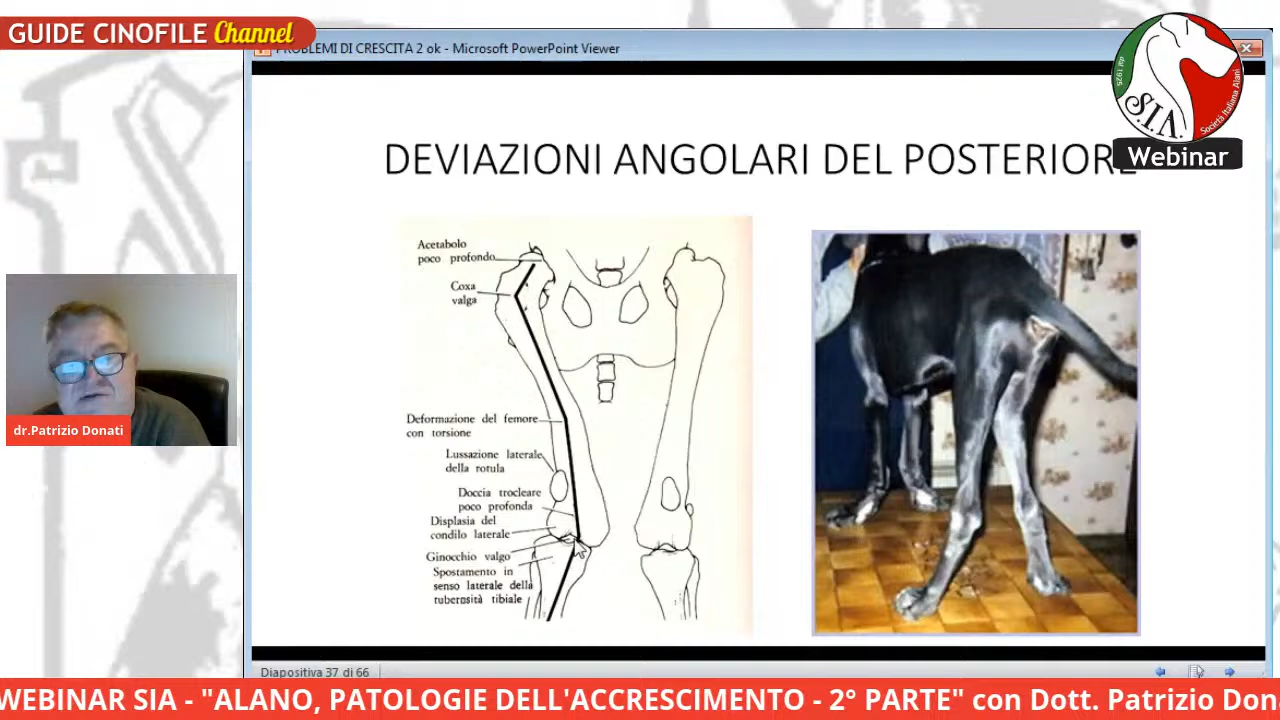 GUIDE CINOFILE Channel
PROBLEMI DI CRESCITA 2 ok - Microsoft PowerPoint Viewer
dal 1925
S.I.A.
Società Italiana Alani
Webinar
DEVIAZIONI ANGOLARI DEL POSTERIORE
Acetabolo
poco profondo
Coxa
valga
Deformazione del femore
con torsione
Lussazione laterale
della rotula
Doccia trocleare
poco profonda
Displasia del
condilo laterale
Ginocchio valgo
Spostamento in
senso laterale della
tuberosità tibiale
dr.Patrizio Donati
Diapositiva 37 di 66
WEBINAR SIA - "ALANO, PATOLOGIE DELL'ACCRESCIMENTO - 2° PARTE" con Dott. Patrizio Don